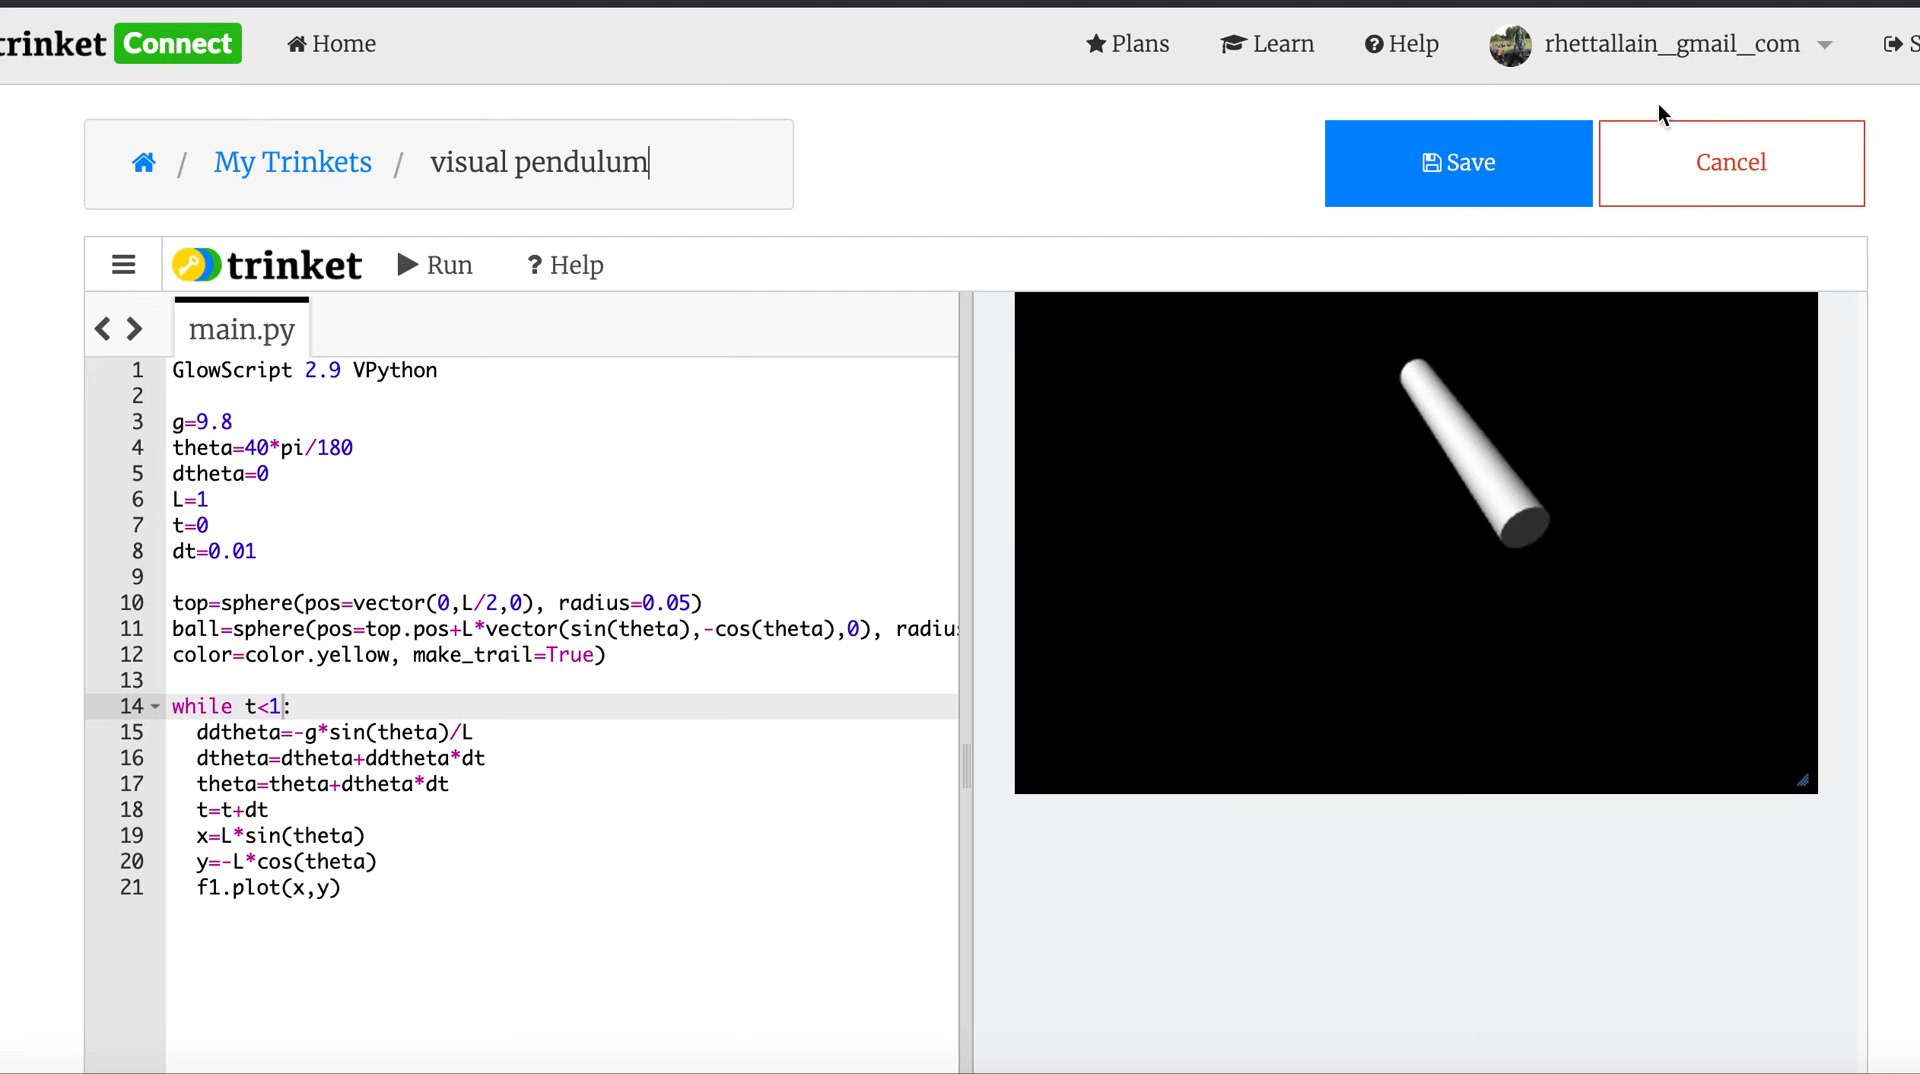 trinket Connect Home Plans Learn Help rhettallain_gmail_com S
/ My Trinkets / visual pendulum Save Cancel
trinket Run ? Help
main.py
1 GlowScript 2.9 VPython
2
3 g=9.8
4 theta=40*pi/180
5 dtheta=0
6 L=1
7 t=0
8 dt=0.01
9
10 top=sphere(pos=vector(0,L/2,0), radius=0.05)
11 ball=sphere(pos=top.pos+L*vector(sin(theta),-cos(theta),0), radiu
12 color=color.yellow, make_trail=True)
13
14 while t<1:
15 ddtheta=-g*sin(theta)/L
16 dtheta=dtheta+ddtheta*dt
17 theta=theta+dtheta*dt
18 t=t+dt
19 x=L*sin(theta)
20 y=-L*cos(theta)
21 f1.plot(x,y)